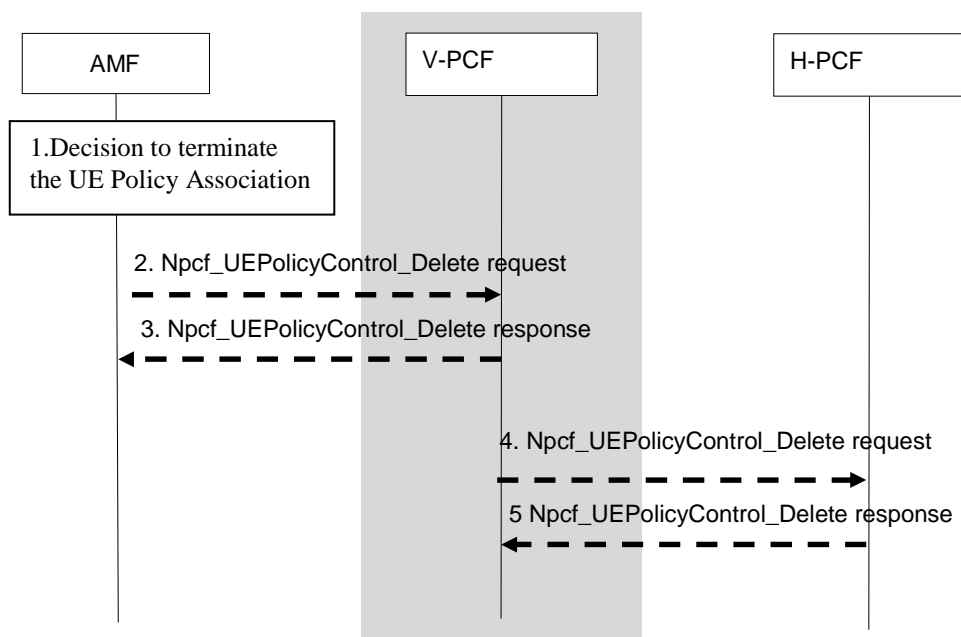 AMF
V-PCF
H-PCF
1.Decision to terminate
the UE Policy Association
2. Npcf_UEPolicyControl_Delete request
3. Npcf_UEPolicyControl_Delete response
4. Npcf_UEPolicyControl_Delete request
5 Npcf_UEPolicyControl_Delete response